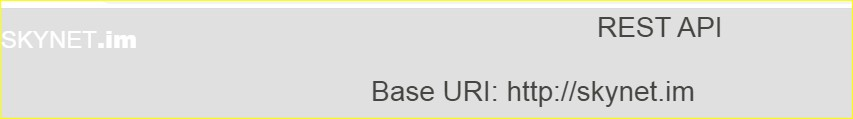 REST API
SKYNET.im
Base URI: http://skynet.im